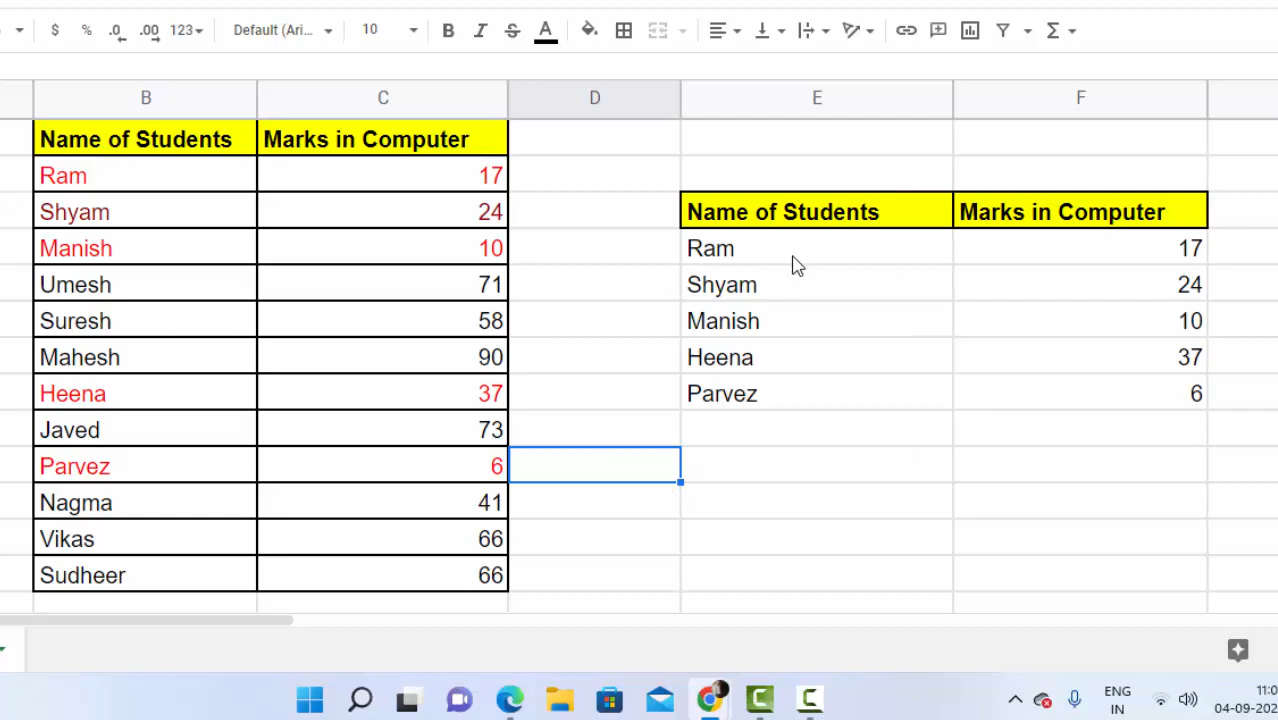 $ % .0 .00 123 Default (Ari... 10 B I S A
B C D E F
Name of Students Marks in Computer
Ram 17
Shyam 24 Name of Students Marks in Computer
Manish 10 Ram 17
Umesh 71 Shyam 24
Suresh 58 Manish 10
Mahesh 90 Heena 37
Heena 37 Parvez 6
Javed 73
Parvez 6
Nagma 41
Vikas 66
Sudheer 66
ENG 11:0
IN 04-09-202